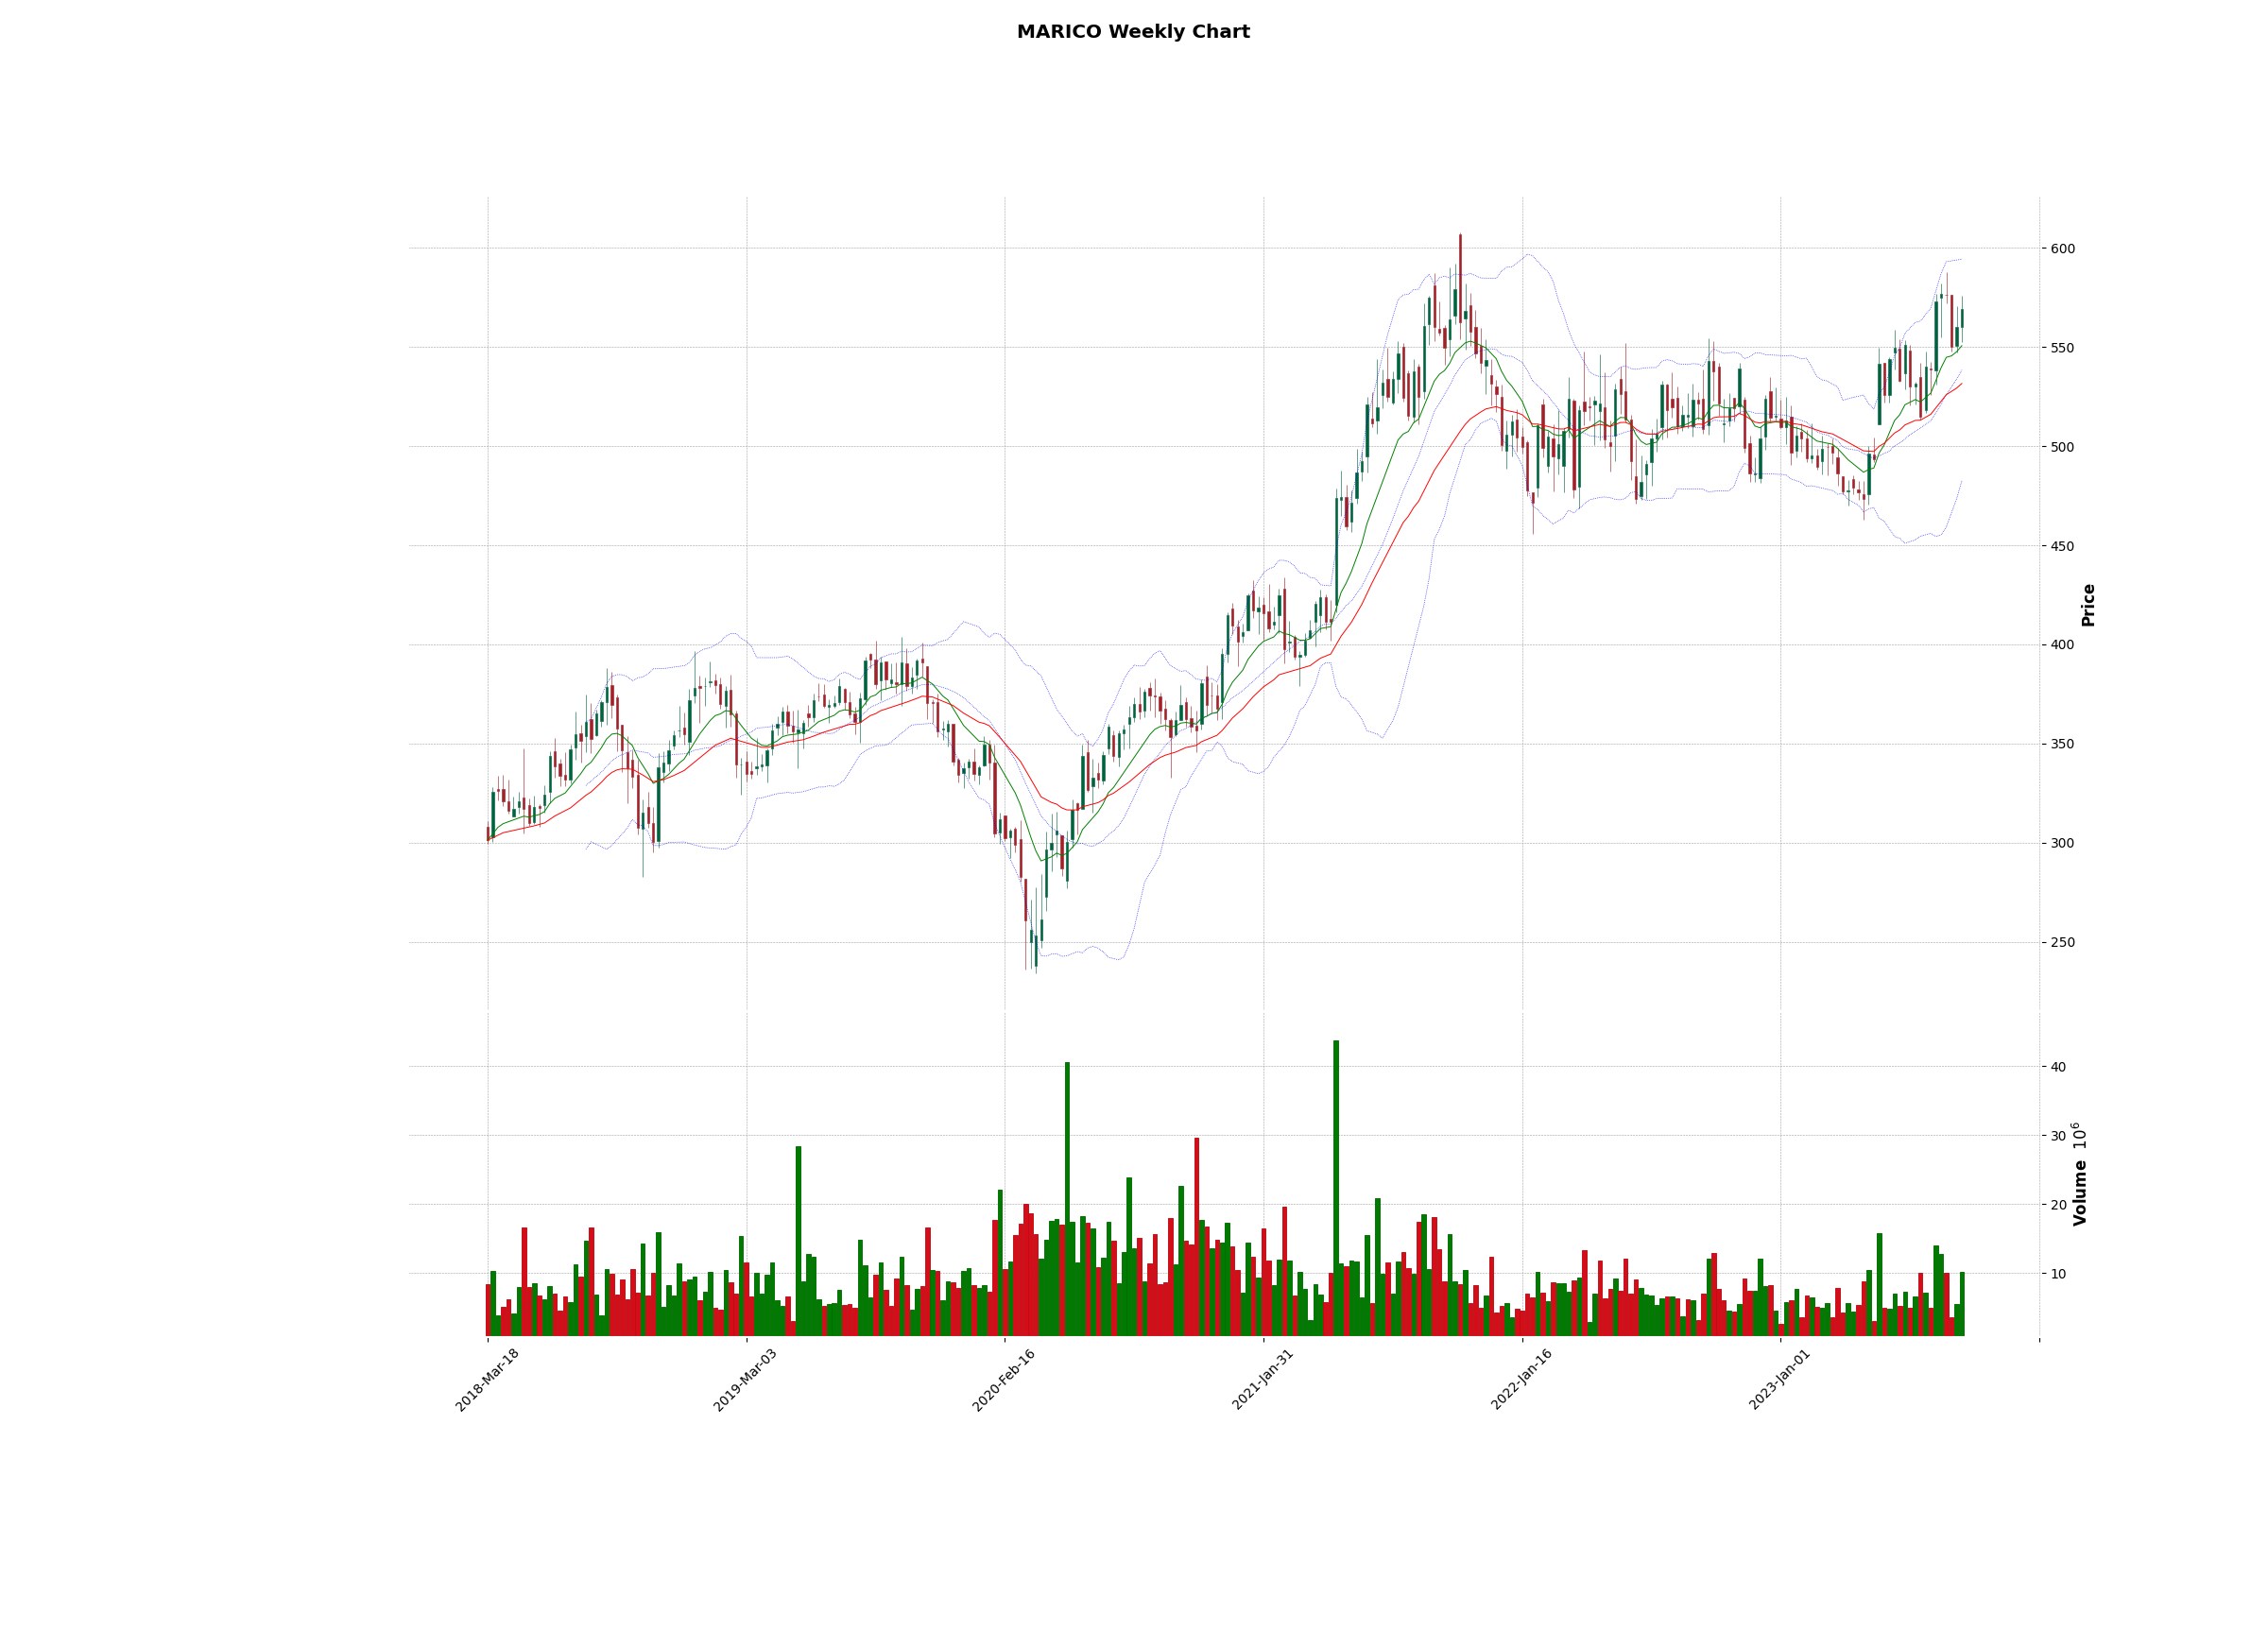 MARICO Weekly Chart
600
550
500
450
400
350
300
250
Price
40
30
20
10
Volume 10^6
2018-Mar-18
2019-Mar-03
2020-Feb-16
2021-Jan-31
2022-Jan-16
2023-Jan-01